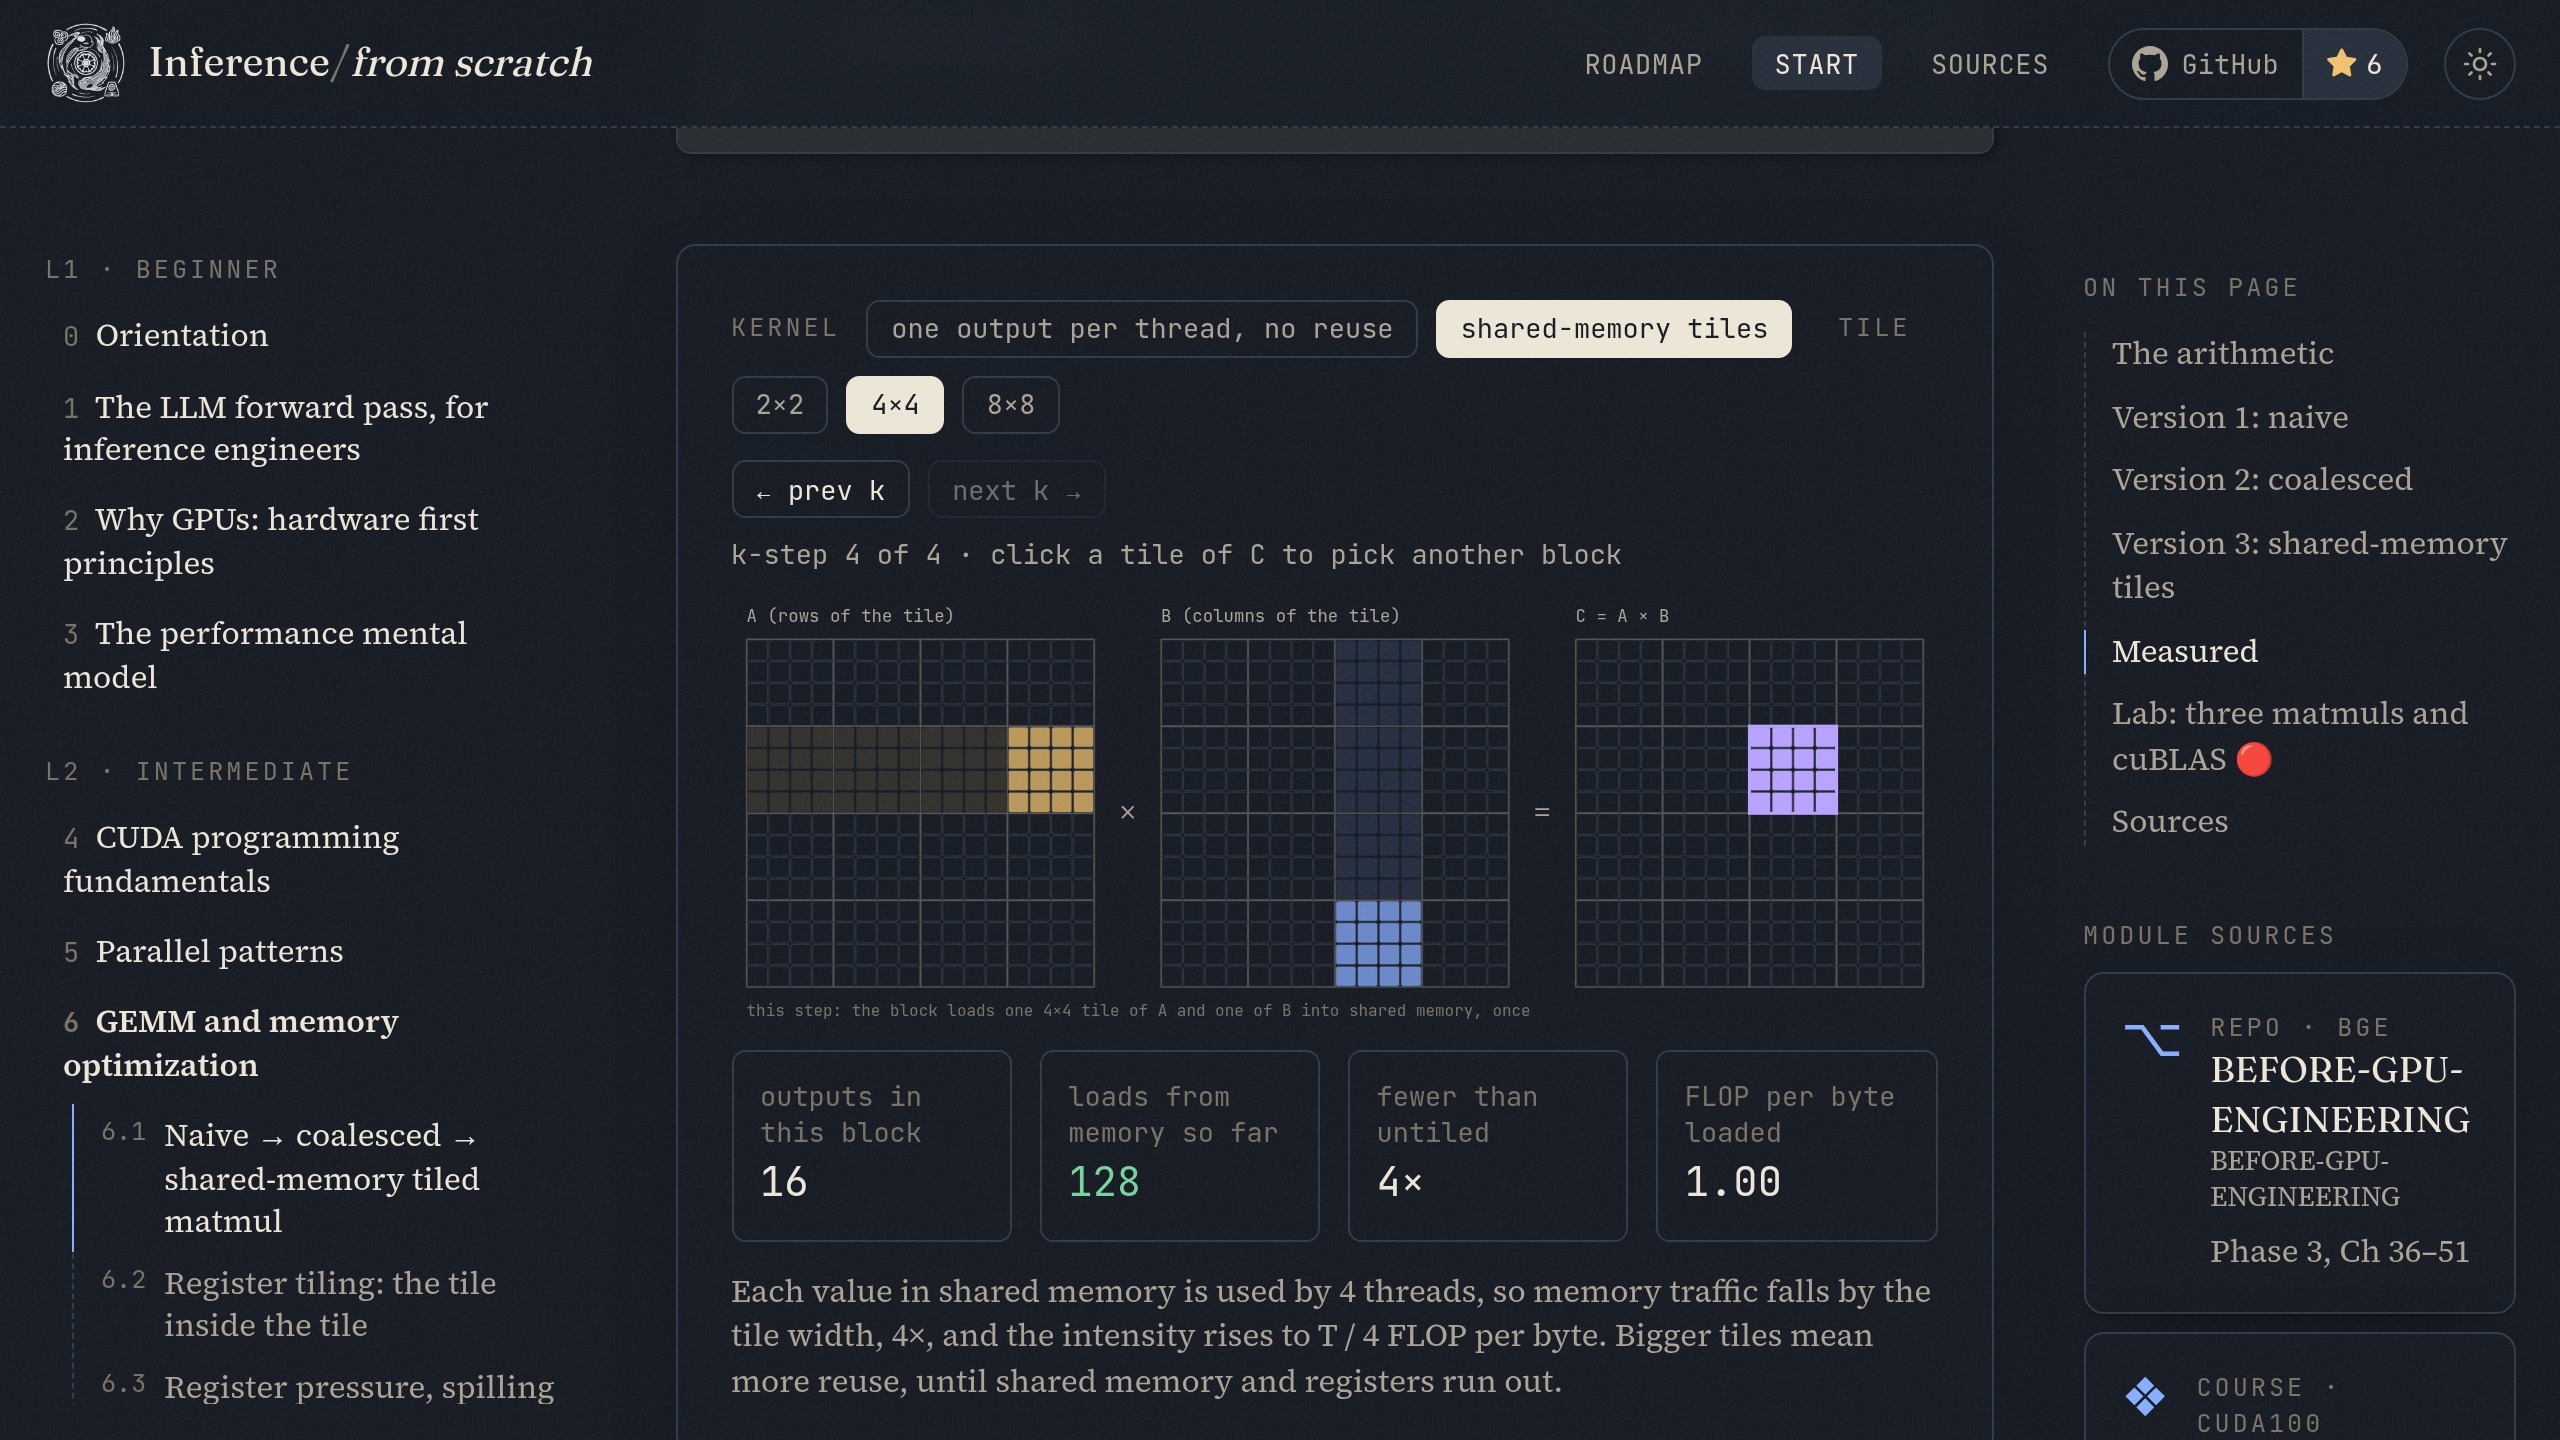 Inference/from scratch
ROADMAP
START
SOURCES
GitHub
6
L1 · BEGINNER
0 Orientation
1 The LLM forward pass, for
inference engineers
2 Why GPUs: hardware first
principles
3 The performance mental
model
L2 · INTERMEDIATE
4 CUDA programming
fundamentals
5 Parallel patterns
6 GEMM and memory
optimization
6.1 Naive → coalesced →
shared-memory tiled
matmul
6.2 Register tiling: the tile
inside the tile
6.3 Register pressure, spilling
KERNEL
one output per thread, no reuse
shared-memory tiles
TILE
2×2
4×4
8×8
← prev k
next k →
k-step 4 of 4 · click a tile of C to pick another block
A (rows of the tile)
B (columns of the tile)
C = A × B
×
=
this step: the block loads one 4×4 tile of A and one of B into shared memory, once
outputs in
this block
16
loads from
memory so far
128
fewer than
untiled
4×
FLOP per byte
loaded
1.00
Each value in shared memory is used by 4 threads, so memory traffic falls by the
tile width, 4×, and the intensity rises to T / 4 FLOP per byte. Bigger tiles mean
more reuse, until shared memory and registers run out.
ON THIS PAGE
The arithmetic
Version 1: naive
Version 2: coalesced
Version 3: shared-memory
tiles
Measured
Lab: three matmuls and
cuBLAS 🔴
Sources
MODULE SOURCES
REPO · BGE
BEFORE-GPU-
ENGINEERING
BEFORE-GPU-
ENGINEERING
Phase 3, Ch 36–51
COURSE ·
CUDA100